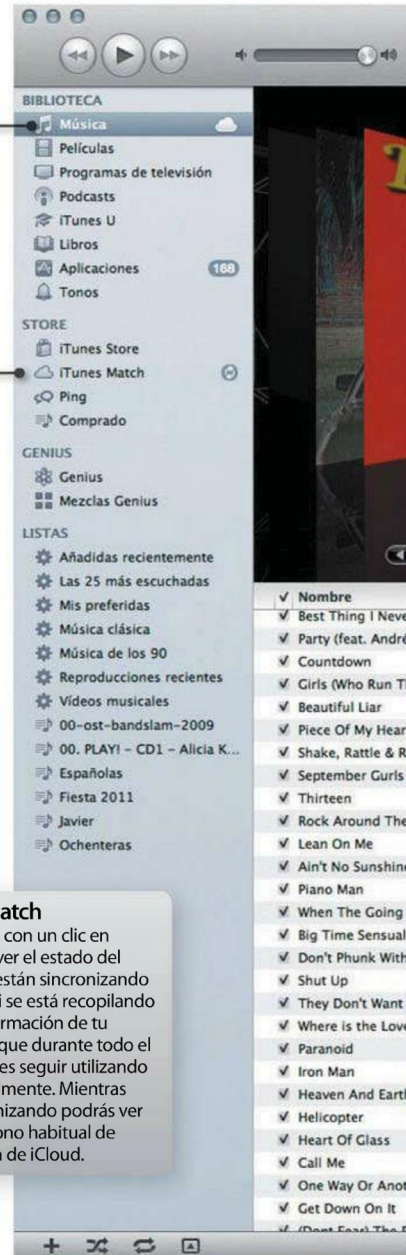 BIBLIOTECA
Música
Películas
Programas de televisión
Podcasts
iTunes U
Libros
Aplicaciones 168
Tonos
STORE
iTunes Store
iTunes Match
Ping
Comprado
GENIUS
Genius
Mezclas Genius
LISTAS
Añadidas recientemente
Las 25 más escuchadas
Mis preferidas
Música clásica
Música de los 90
Reproducciones recientes
Vídeos musicales
00-ost-bandslam-2009
00. PLAY! – CD1 – Alicia K...
Españolas
Fiesta 2011
Javier
Ochenteras
atch
con un clic en
ver el estado del
están sincronizando
i se está recopilando
rmación de tu
que durante todo el
es seguir utilizando
lmente. Mientras
nizando podrás ver
ono habitual de
de iCloud.
Nombre
Best Thing I Neve
Party (feat. André
Countdown
Girls (Who Run Th
Beautiful Liar
Piece Of My Hear
Shake, Rattle & R
September Gurls
Thirteen
Rock Around The
Lean On Me
Ain't No Sunshine
Piano Man
When The Going
Big Time Sensual
Don't Phunk With
Shut Up
They Don't Want
Where is the Love
Paranoid
Iron Man
Heaven And Earth
Helicopter
Heart Of Glass
Call Me
One Way Or Anot
Get Down On It